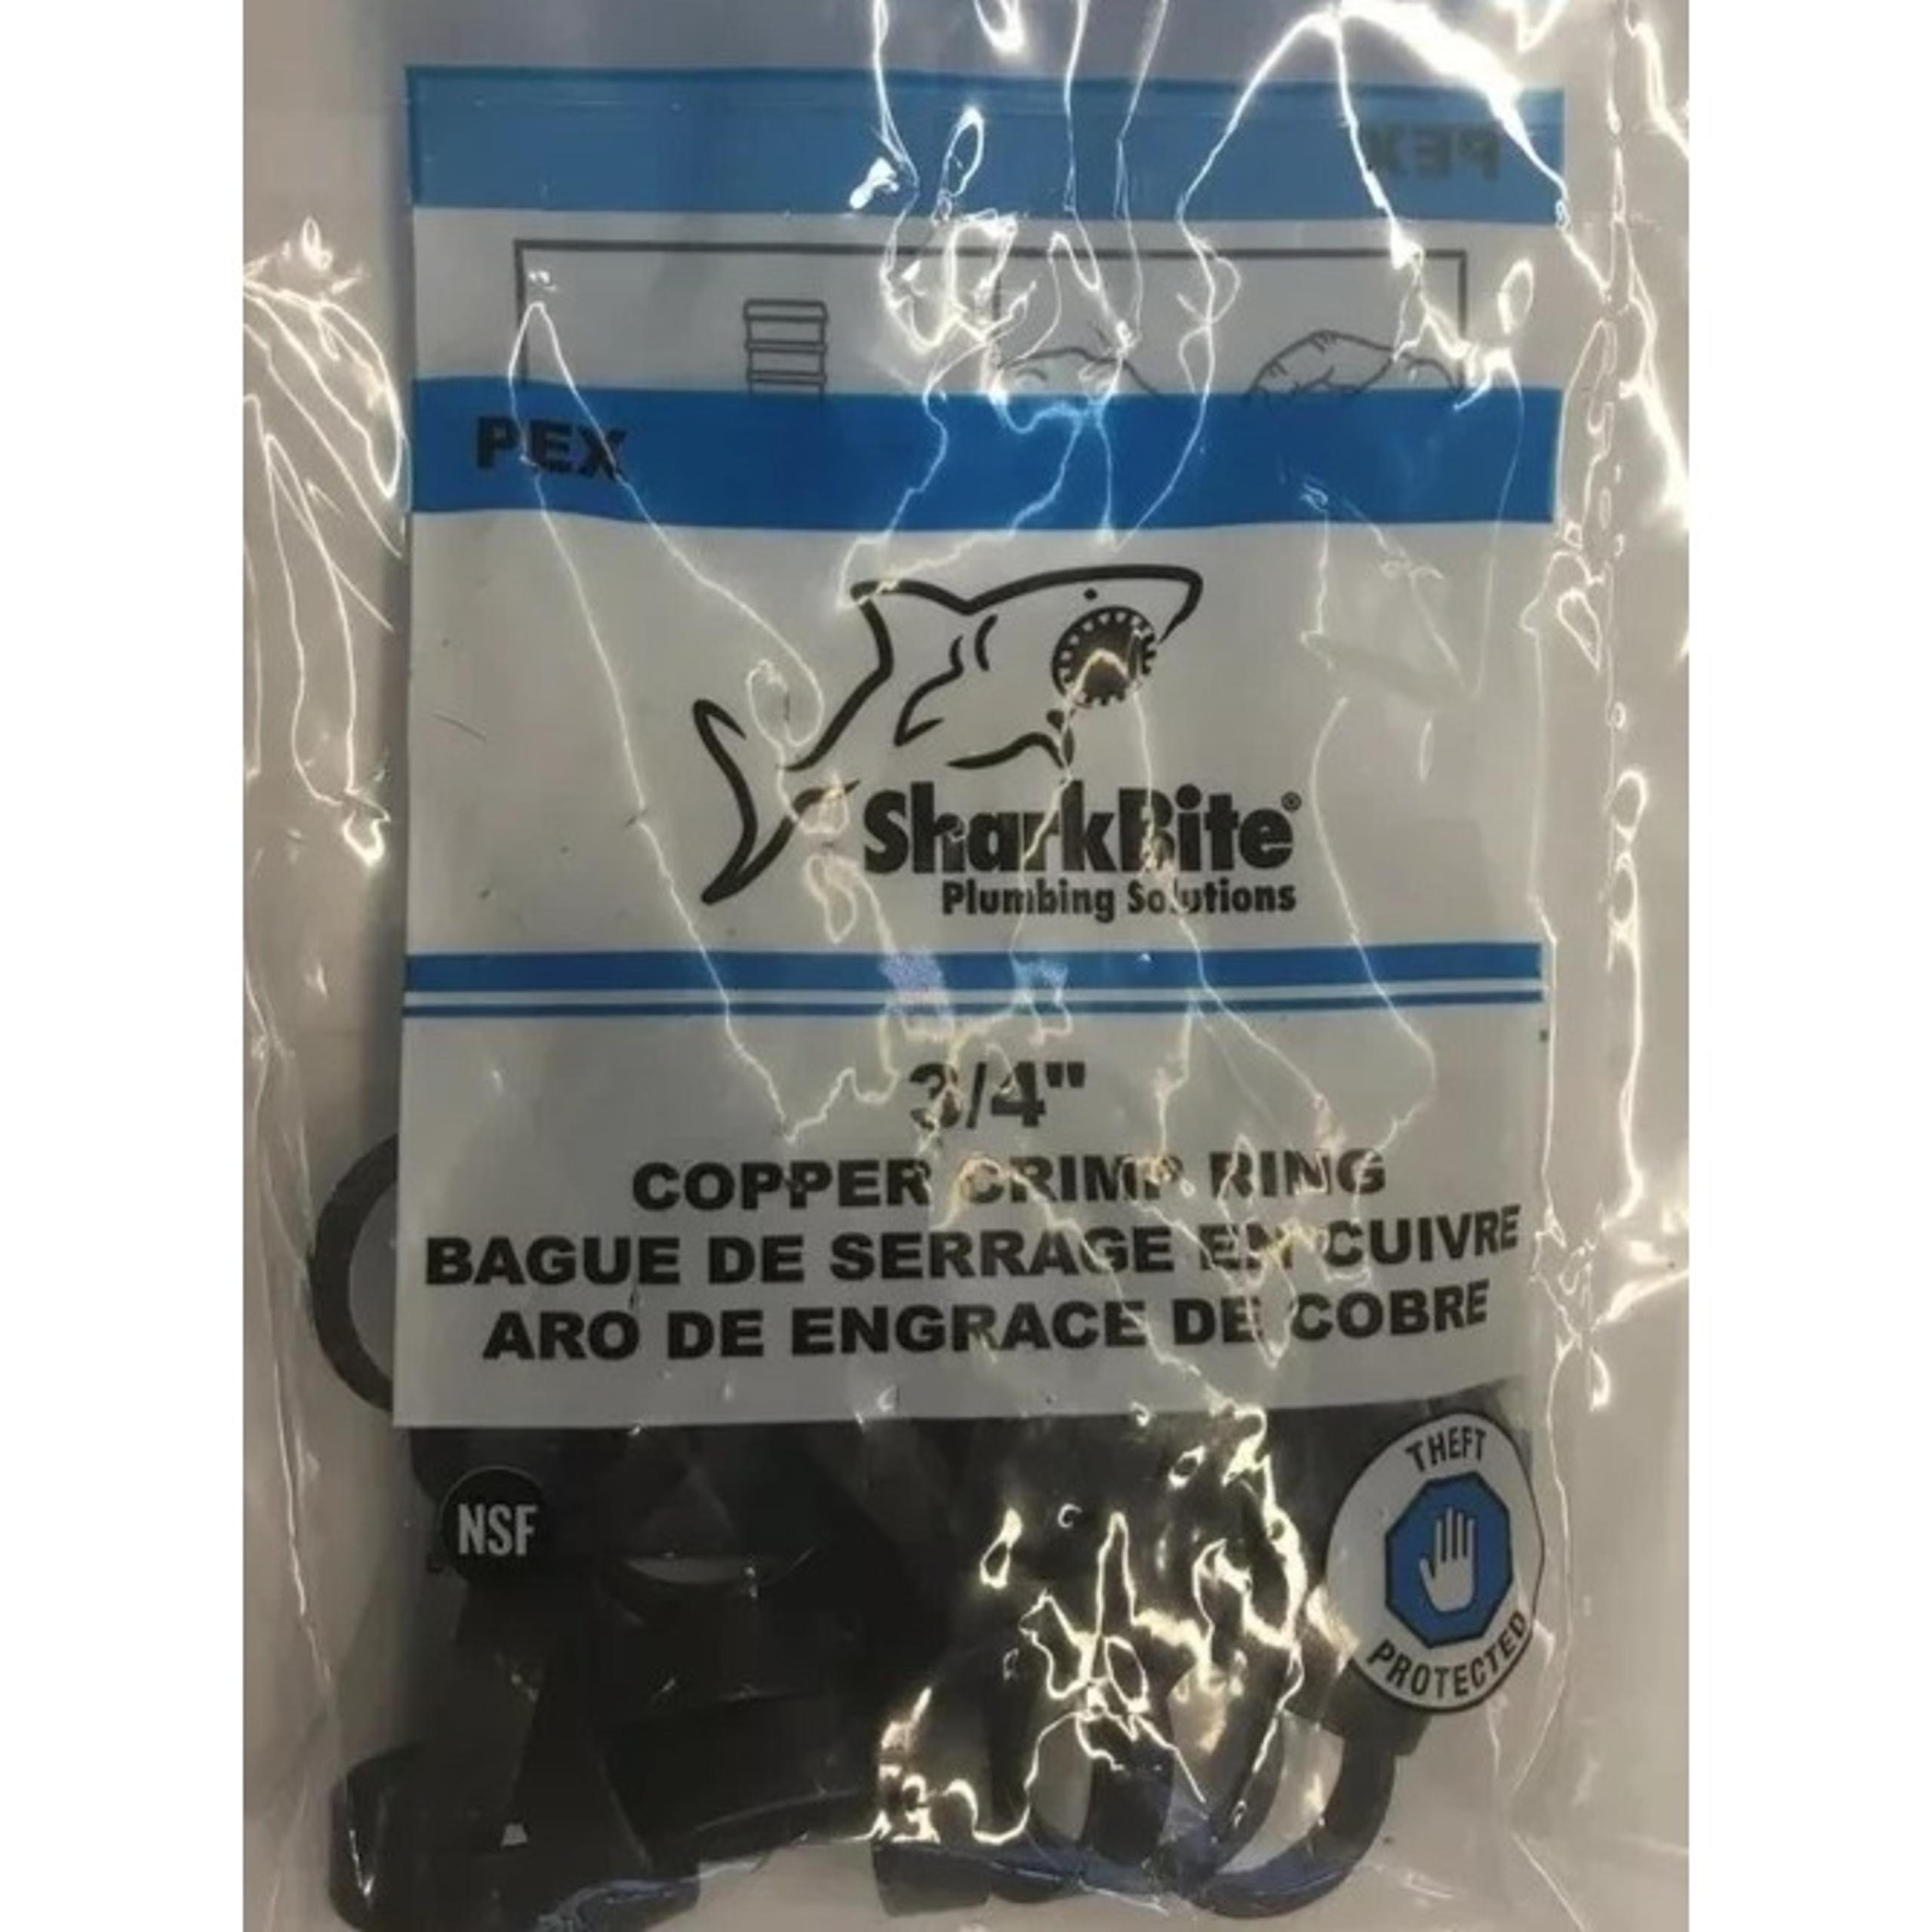 PEX
PEX
SharkBite®
Plumbing Solutions
3/4"
COPPER CRIMP RING
BAGUE DE SERRAGE EN CUIVRE
ARO DE ENGRACE DE COBRE
NSF
THEFT
PROTECTED